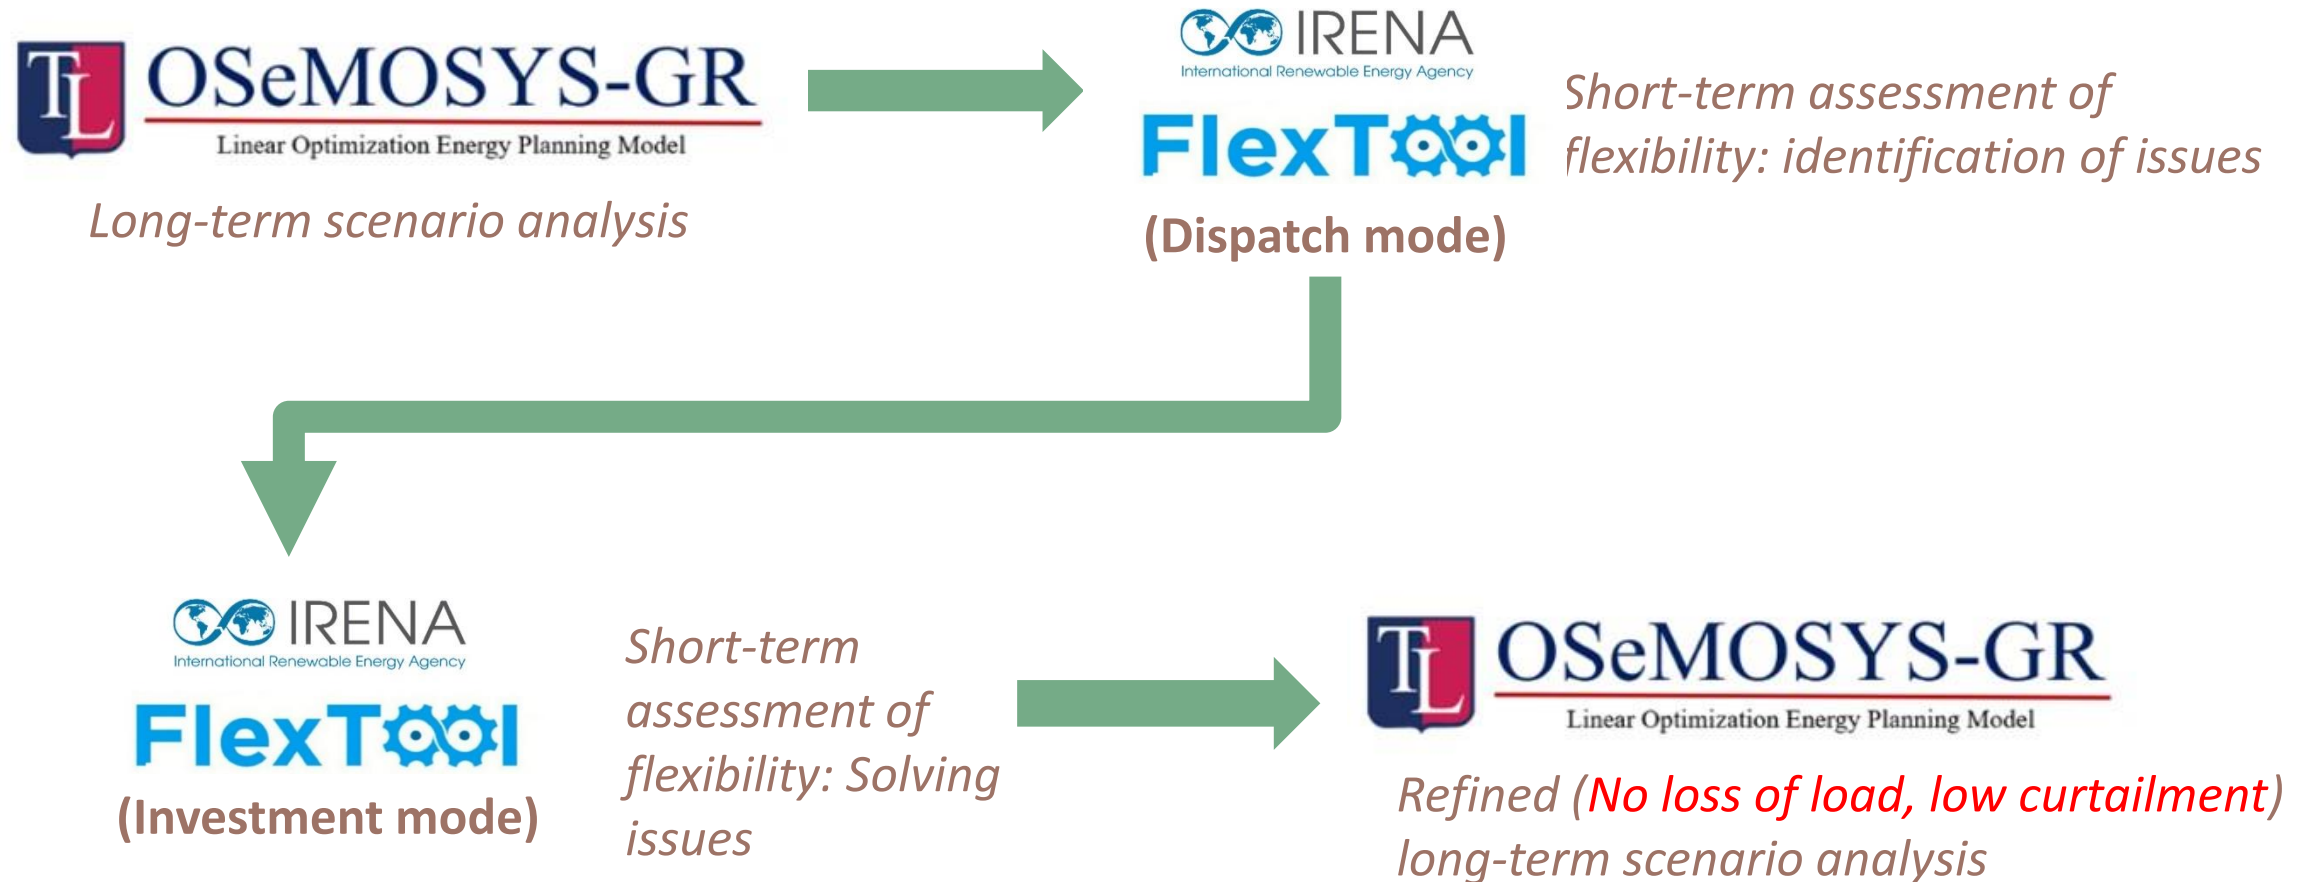 TL
OSeMOSYS-GR
Linear Optimization Energy Planning Model
Long-term scenario analysis
IRENA
International Renewable Energy Agency
FlexTool
(Dispatch mode)
Short-term assessment of
flexibility: identification of issues
IRENA
International Renewable Energy Agency
FlexTool
(Investment mode)
Short-term
assessment of
flexibility: Solving
issues
TL
OSeMOSYS-GR
Linear Optimization Energy Planning Model
Refined (No loss of load, low curtailment)
long-term scenario analysis